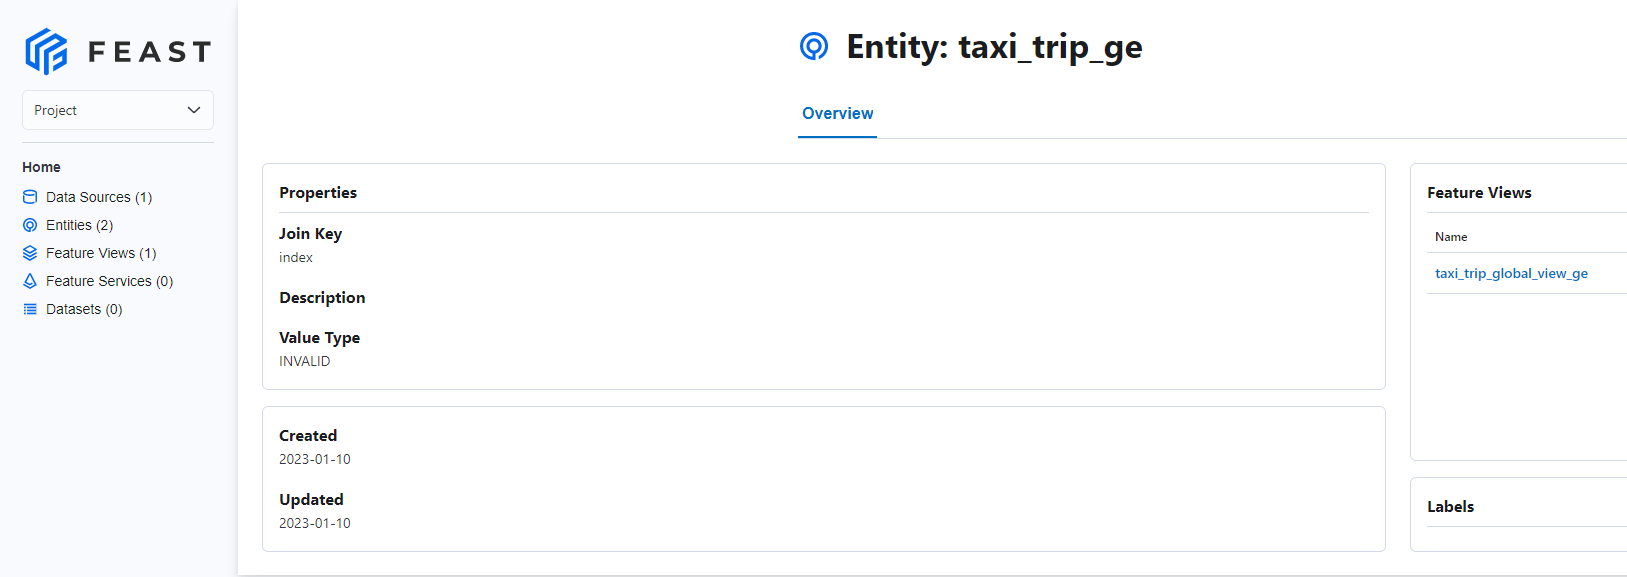 FEAST
Project
Home
Data Sources (1)
Entities (2)
Feature Views (1)
Feature Services (0)
Datasets (0)
Entity: taxi_trip_ge
Overview
Properties
Join Key
index
Description
Value Type
INVALID
Created
2023-01-10
Updated
2023-01-10
Feature Views
Name
taxi_trip_global_view_ge
Labels